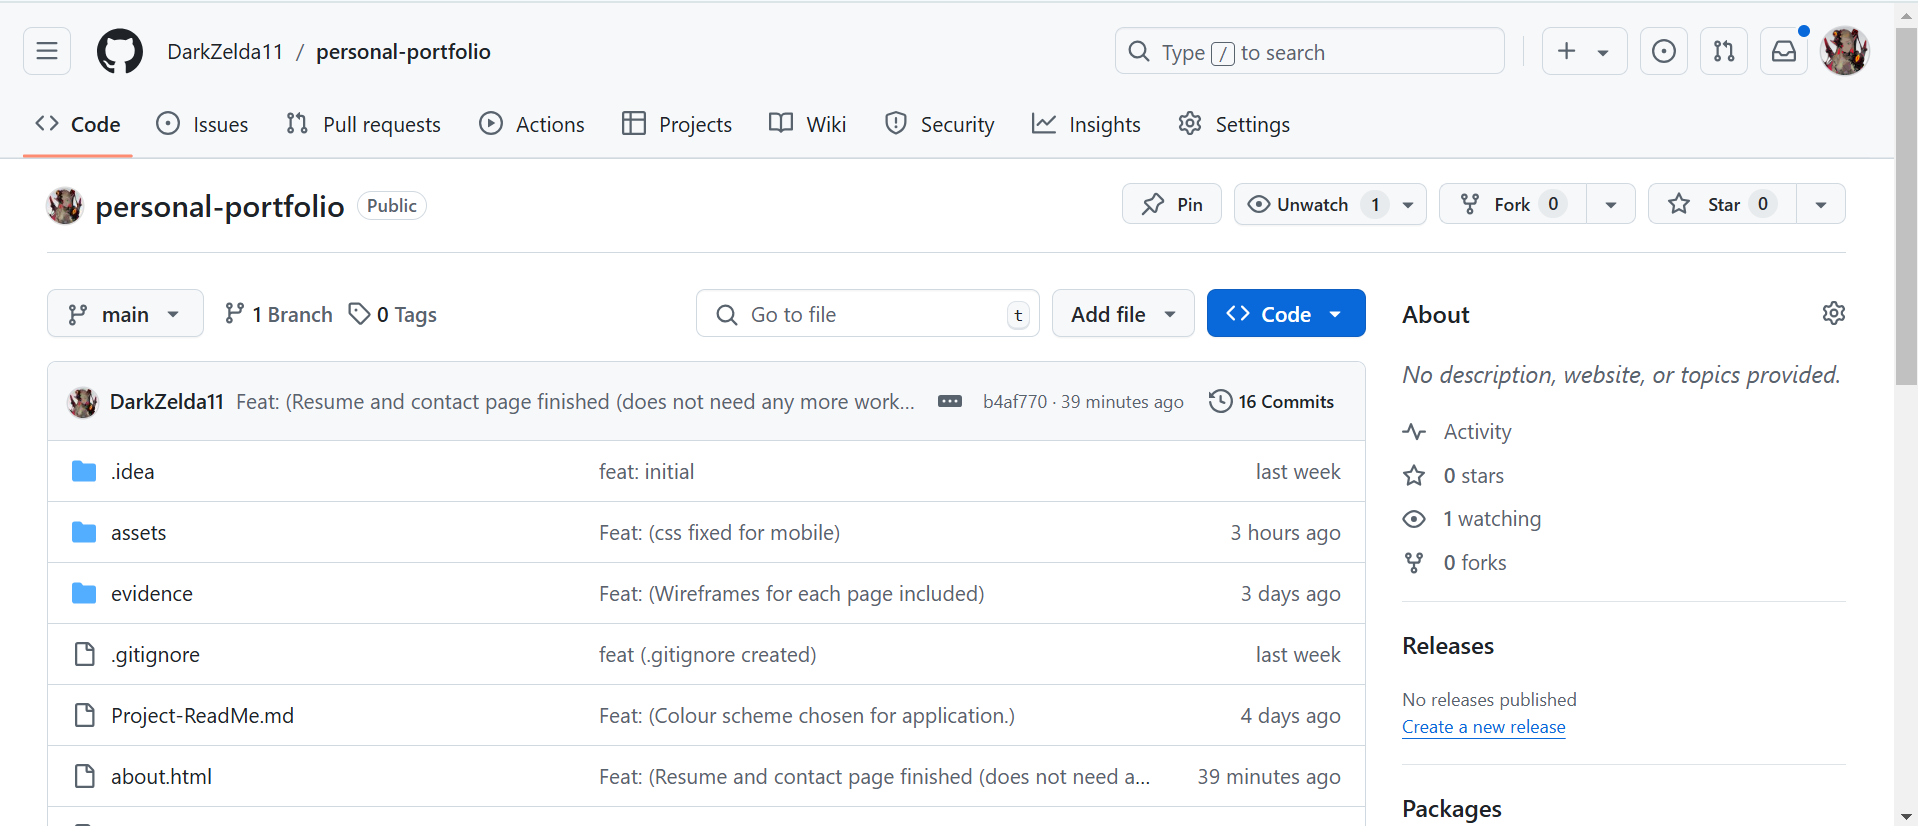 DarkZelda11 / personal-portfolio
Type / to search
Code Issues Pull requests Actions Projects Wiki Security Insights Settings
personal-portfolio Public
Pin Unwatch 1 Fork 0 Star 0
main 1 Branch 0 Tags Go to file t Add file Code
DarkZelda11 Feat: (Resume and contact page finished (does not need any more work... b4af770 · 39 minutes ago 16 Commits
.idea feat: initial last week
assets Feat: (css fixed for mobile) 3 hours ago
evidence Feat: (Wireframes for each page included) 3 days ago
.gitignore feat (.gitignore created) last week
Project-ReadMe.md Feat: (Colour scheme chosen for application.) 4 days ago
about.html Feat: (Resume and contact page finished (does not need a... 39 minutes ago
About
No description, website, or topics provided.
Activity
0 stars
1 watching
0 forks
Releases
No releases published
Create a new release
Packages